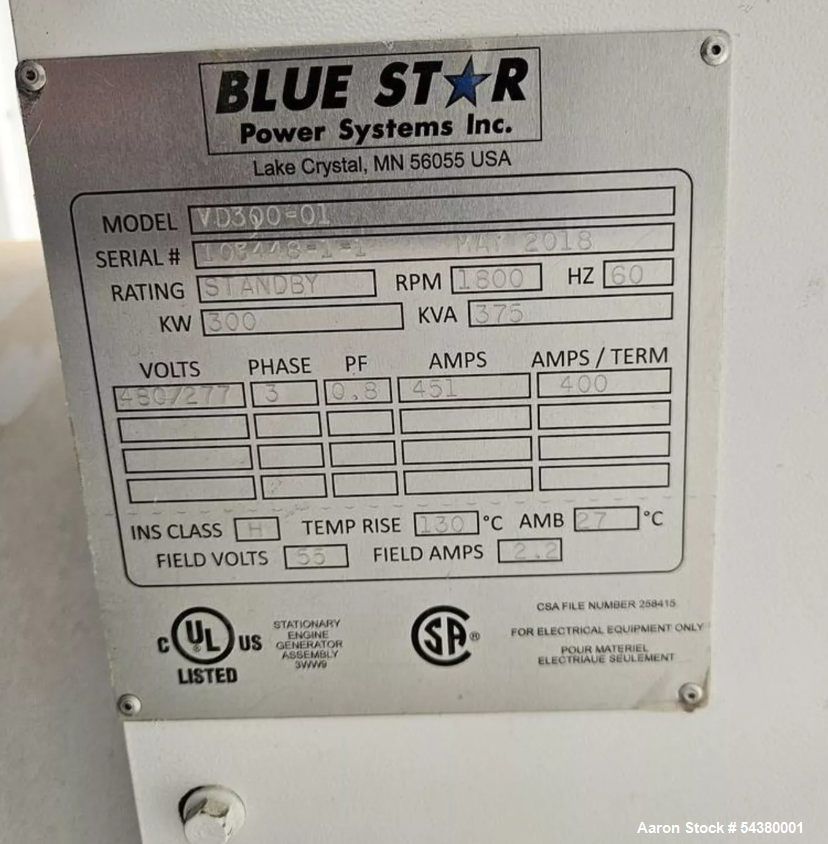 BLUE STAR
Power Systems Inc.
Lake Crystal, MN 56055 USA
MODEL VD300-01
SERIAL # MAY 2018
RATING STANDBY RPM 1800 HZ 60
KW 300 KVA 375
VOLTS PHASE PF AMPS AMPS / TERM
480/277 3 0.8 451 400
INS CLASS H TEMP RISE 130 °C AMB 27 °C
FIELD VOLTS 55 FIELD AMPS 2.2
C UL ® US
LISTED
STATIONARY
ENGINE
GENERATOR
ASSEMBLY
3WW9
SA ®
CSA FILE NUMBER 258415
FOR ELECTRICAL EQUIPMENT ONLY
POUR MATERIEL
ELECTRIAUE SEULEMENT
Aaron Stock # 54380001